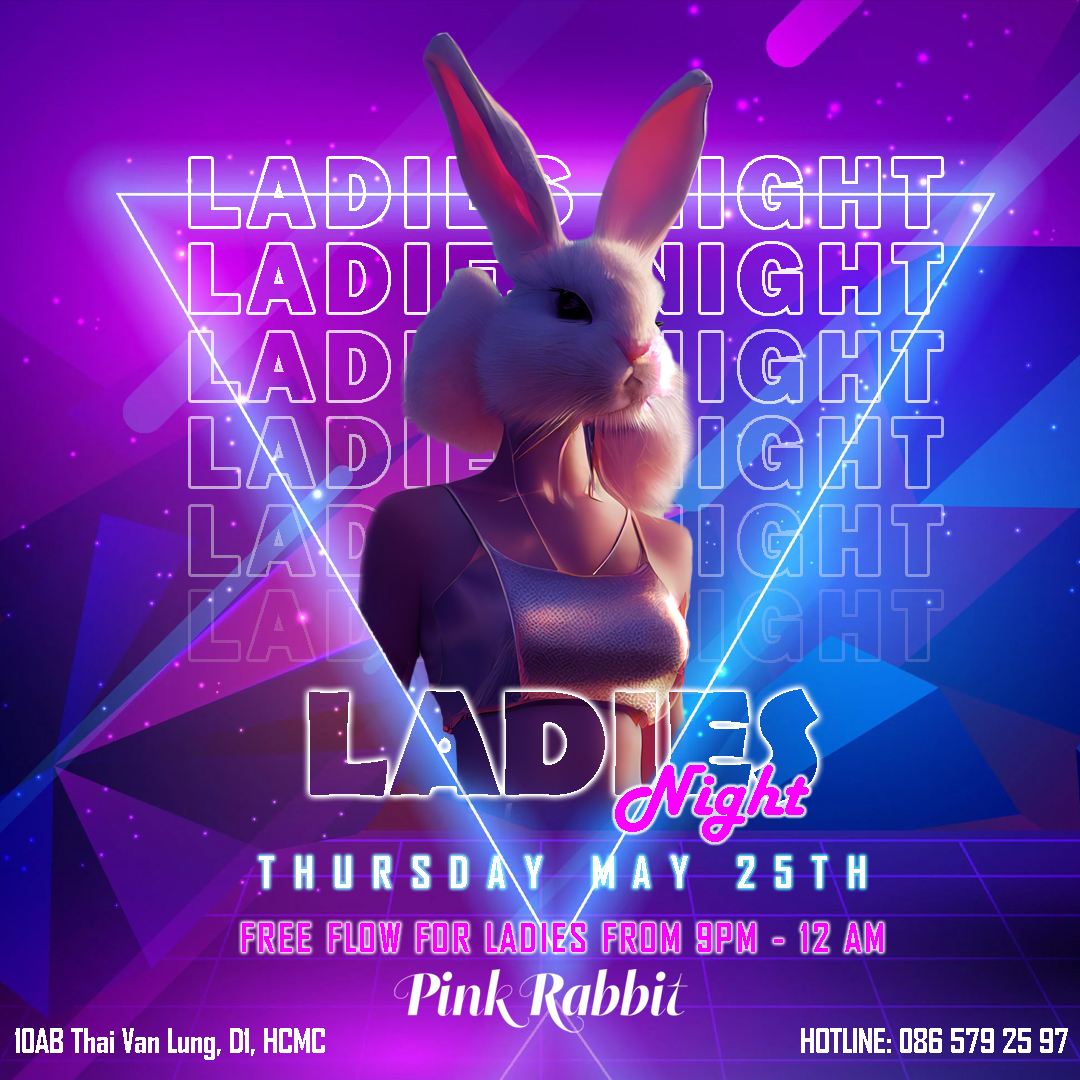 LADIES NIGHT
LADIES NIGHT
LADIES NIGHT
LADIES NIGHT
LADIES NIGHT
LADIES NIGHT
LADIES
Night
THURSDAY MAY 25TH
FREE FLOW FOR LADIES FROM 9PM - 12 AM
Pink Rabbit
10AB Thai Van Lung, D1, HCMC
HOTLINE: 086 579 25 97